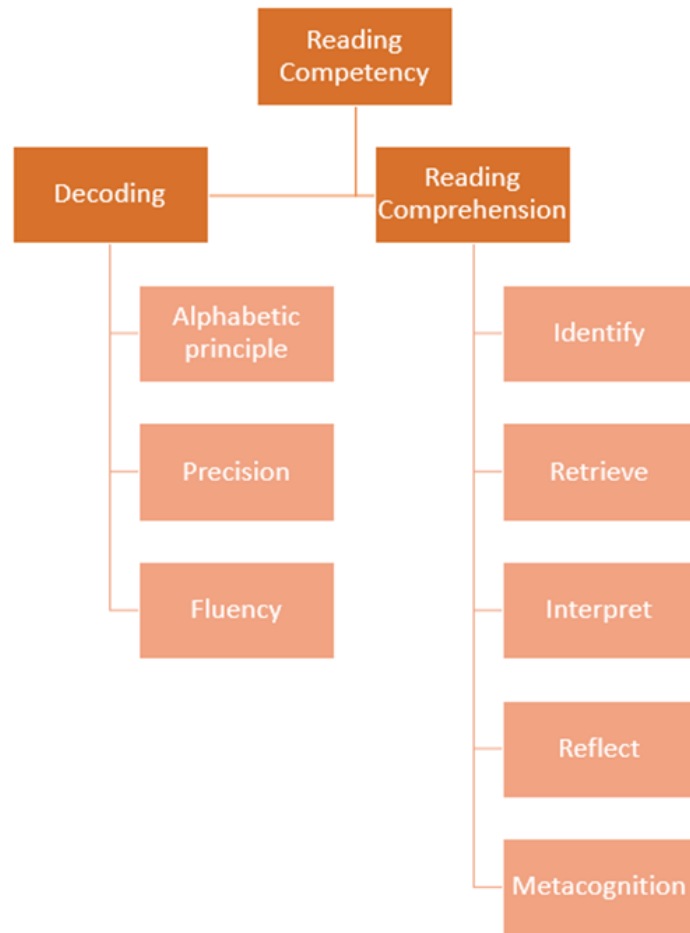 Reading
Competency
Decoding
Reading
Comprehension
Alphabetic
principle
Precision
Fluency
Identify
Retrieve
Interpret
Reflect
Metacognition